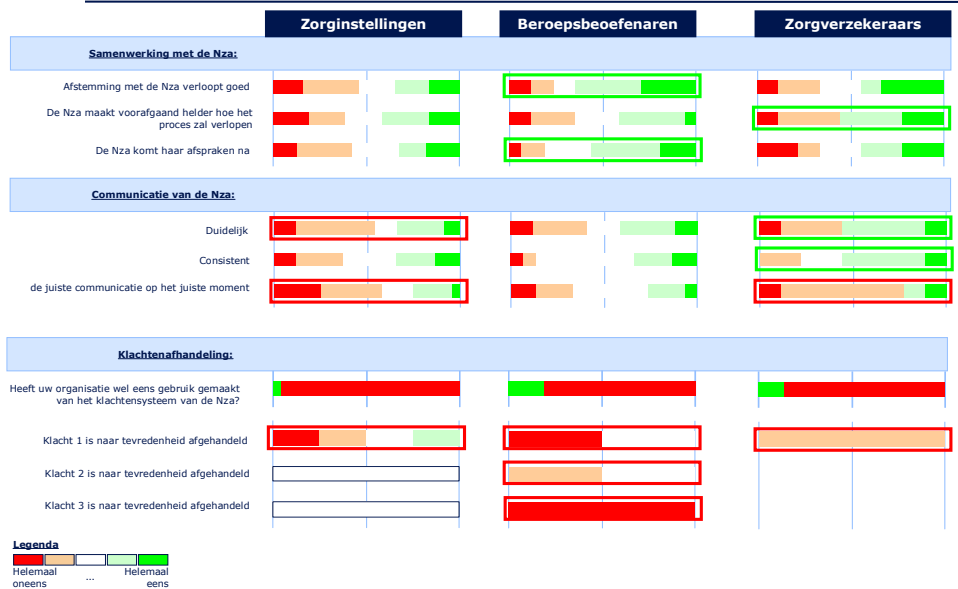 Zorginstellingen Beroepsbeoefenaren Zorgverzekeraars
Samenwerking met de Nza:
Afstemming met de Nza verloopt goed
De Nza maakt voorafgaand helder hoe het
proces zal verlopen
De Nza komt haar afspraken na
Communicatie van de Nza:
Duidelijk
Consistent
de juiste communicatie op het juiste moment
Klachtenafhandeling:
Heeft uw organisatie wel eens gebruik gemaakt
van het klachtensysteem van de Nza?
Klacht 1 is naar tevredenheid afgehandeld
Klacht 2 is naar tevredenheid afgehandeld
Klacht 3 is naar tevredenheid afgehandeld
Legenda
Helemaal oneens ... Helemaal eens